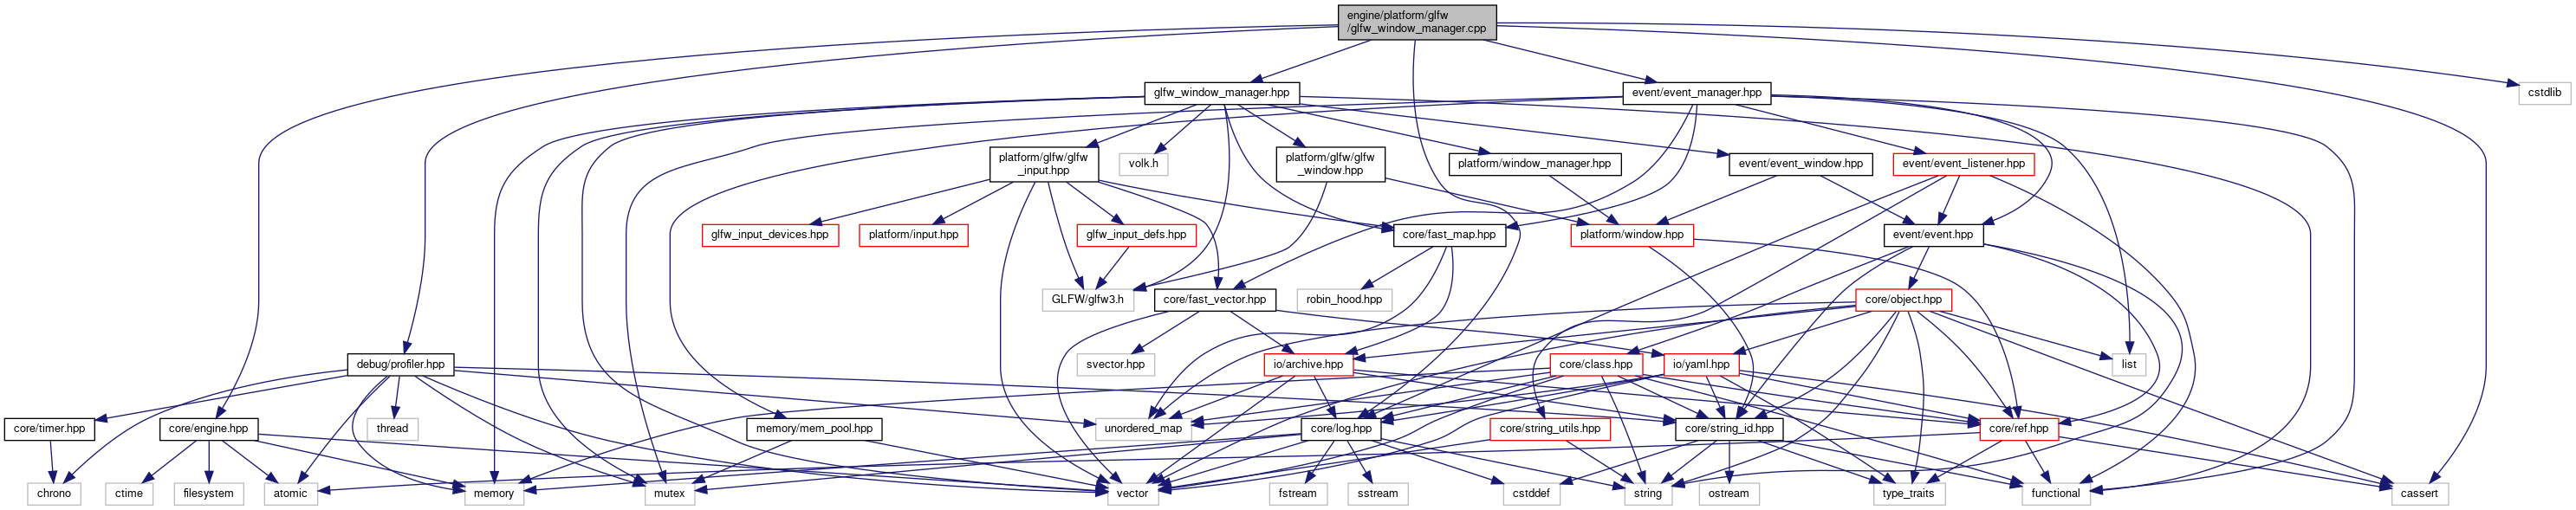 engine/platform/glfw
/glfw_window_manager.cpp
glfw_window_manager.hpp
event/event_manager.hpp
cstdlib
platform/glfw/glfw
_input.hpp
volk.h
platform/glfw/glfw
_window.hpp
platform/window_manager.hpp
event/event_window.hpp
event/event_listener.hpp
glfw_input_devices.hpp
platform/input.hpp
glfw_input_defs.hpp
core/fast_map.hpp
platform/window.hpp
event/event.hpp
GLFW/glfw3.h
core/fast_vector.hpp
robin_hood.hpp
core/object.hpp
debug/profiler.hpp
svector.hpp
io/archive.hpp
core/class.hpp
io/yaml.hpp
list
core/timer.hpp
core/engine.hpp
thread
memory/mem_pool.hpp
unordered_map
core/log.hpp
core/string_utils.hpp
core/string_id.hpp
core/ref.hpp
chrono
ctime
filesystem
atomic
memory
mutex
vector
fstream
sstream
cstddef
string
ostream
type_traits
functional
cassert